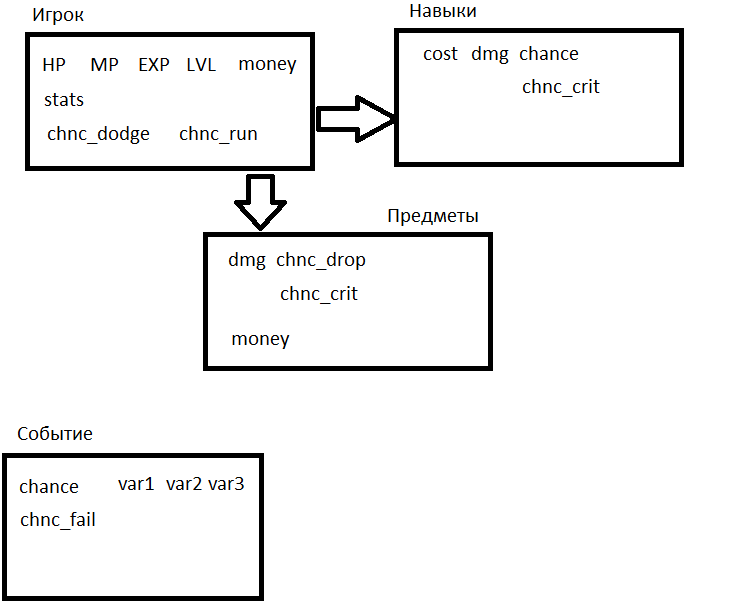 Игрок
HP MP EXP LVL money
stats
chnc_dodge chnc_run
Навыки
cost dmg chance
chnc_crit
Предметы
dmg chnc_drop
chnc_crit
money
Событие
chance var1 var2 var3
chnc_fail